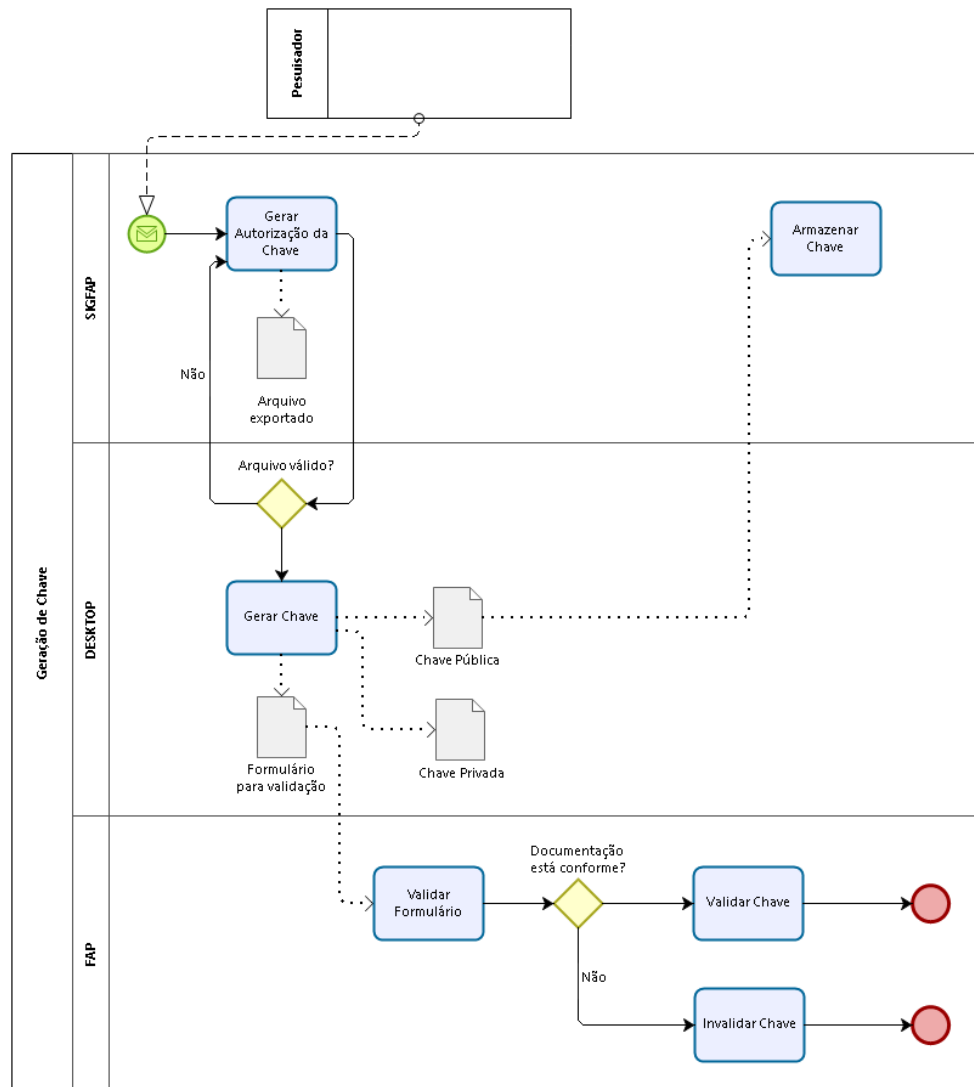 Pesuisador
Geração de Chave
SIGFAP
Gerar
Autorização da
Chave
Armazenar
Chave
Não
Arquivo
exportado
DESKTOP
Arquivo válido?
Gerar Chave
Chave Pública
Formulário
para validação
Chave Privada
FAP
Documentação
está conforme?
Validar
Formulário
Validar Chave
Não
Invalidar Chave